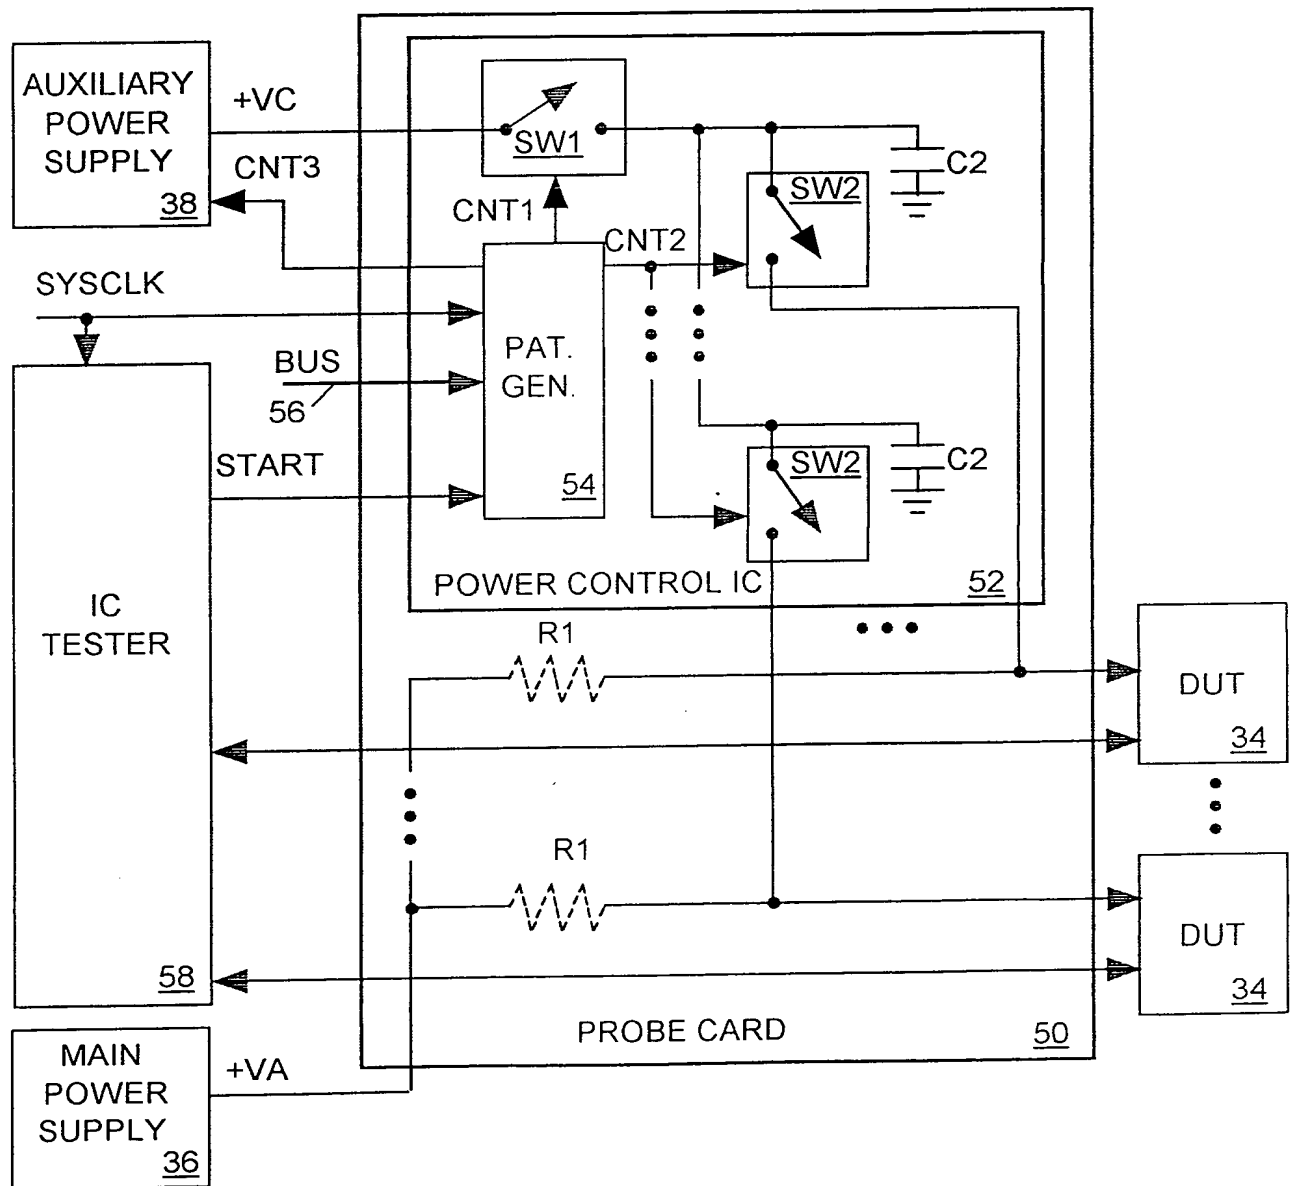 AUXILIARY
POWER
SUPPLY
38
+VC
CNT3
SW1
CNT1
CNT2
SW2
C2
SYSCLK
BUS
56
START
PAT.
GEN.
54
SW2
C2
POWER CONTROL IC
52
IC
TESTER
58
R1
DUT
34
R1
DUT
34
PROBE CARD
50
MAIN
POWER
SUPPLY
36
+VA